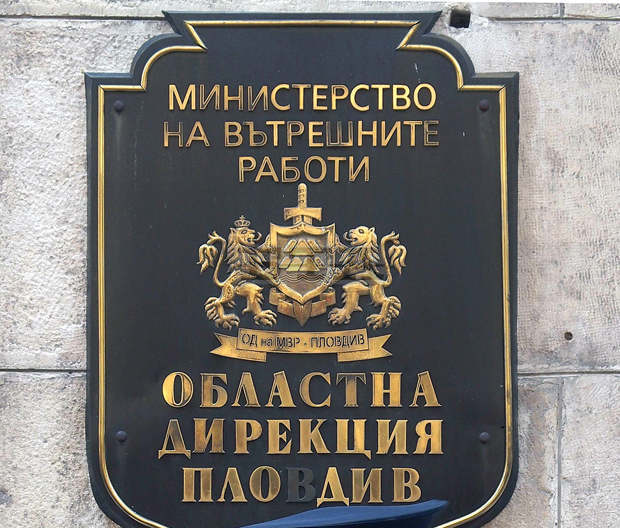 МИНИСТЕРСТВО
НА ВЪТРЕШНИТЕ
РАБОТИ
ОД на МВР - ПЛОВДИВ
ОБЛАСТНА
ДИРЕКЦИЯ
ПЛОВДИВ